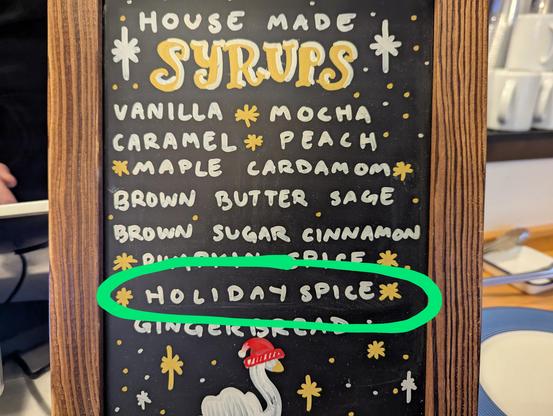 HOUSE MADE
SYRUPS
VANILLA * MOCHA
CARAMEL * PEACH
*MAPLE CARDAMOM*
BROWN BUTTER SAGE
BROWN SUGAR CINNAMON
* PUMPKIN SPICE *
* HOLIDAY SPICE *
GINGERBREAD